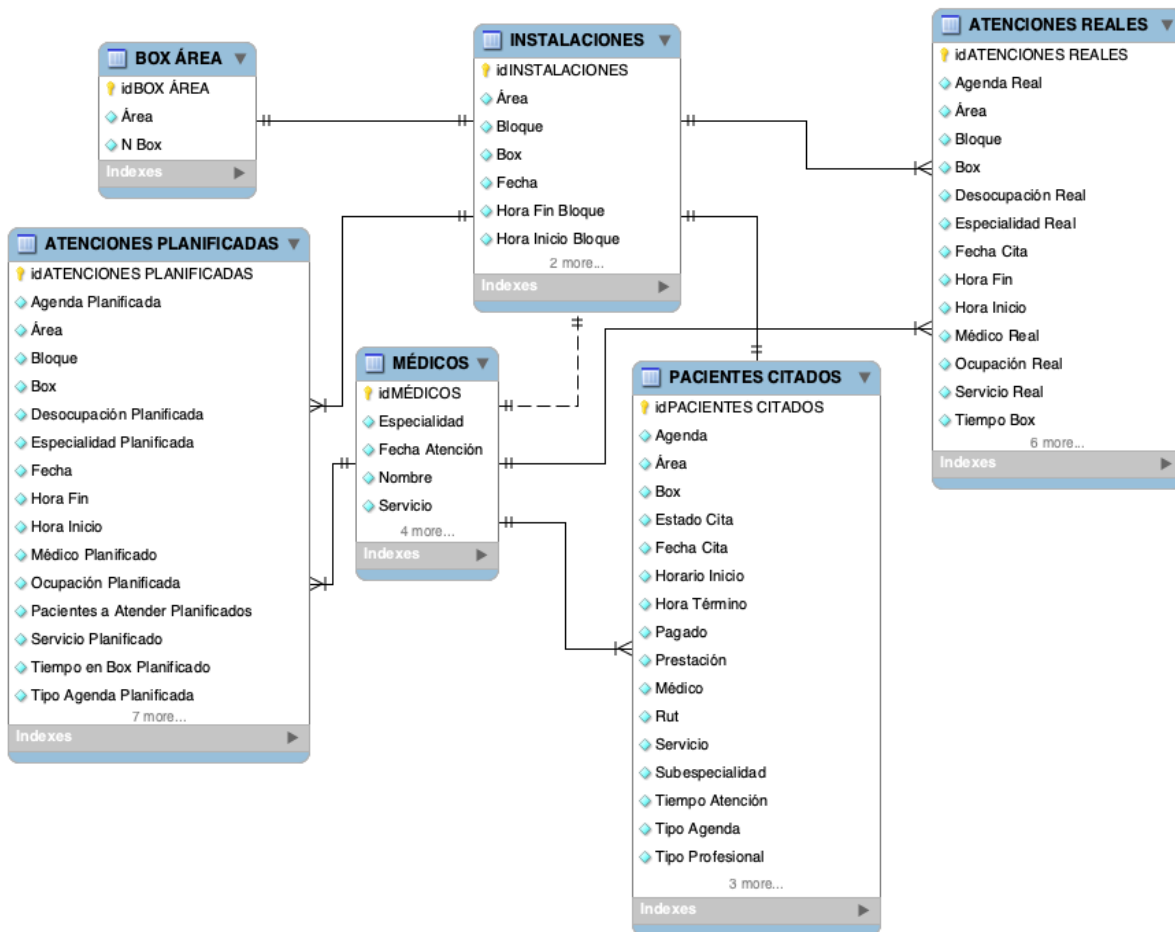 BOX ÁREA
idBOX ÁREA
Área
N Box
Indexes
INSTALACIONES
idINSTALACIONES
Área
Bloque
Box
Fecha
Hora Fin Bloque
Hora Inicio Bloque
2 more...
Indexes
ATENCIONES REALES
idATENCIONES REALES
Agenda Real
Área
Bloque
Box
Desocupación Real
Especialidad Real
Fecha Cita
Hora Fin
Hora Inicio
Médico Real
Ocupación Real
Servicio Real
Tiempo Box
6 more...
Indexes
ATENCIONES PLANIFICADAS
idATENCIONES PLANIFICADAS
Agenda Planificada
Área
Bloque
Box
Desocupación Planificada
Especialidad Planificada
Fecha
Hora Fin
Hora Inicio
Médico Planificado
Ocupación Planificada
Pacientes a Atender Planificados
Servicio Planificado
Tiempo en Box Planificado
Tipo Agenda Planificada
7 more...
Indexes
MÉDICOS
idMÉDICOS
Especialidad
Fecha Atención
Nombre
Servicio
4 more...
Indexes
PACIENTES CITADOS
idPACIENTES CITADOS
Agenda
Área
Box
Estado Cita
Fecha Cita
Horario Inicio
Hora Término
Pagado
Prestación
Médico
Rut
Servicio
Subespecialidad
Tiempo Atención
Tipo Agenda
Tipo Profesional
3 more...
Indexes